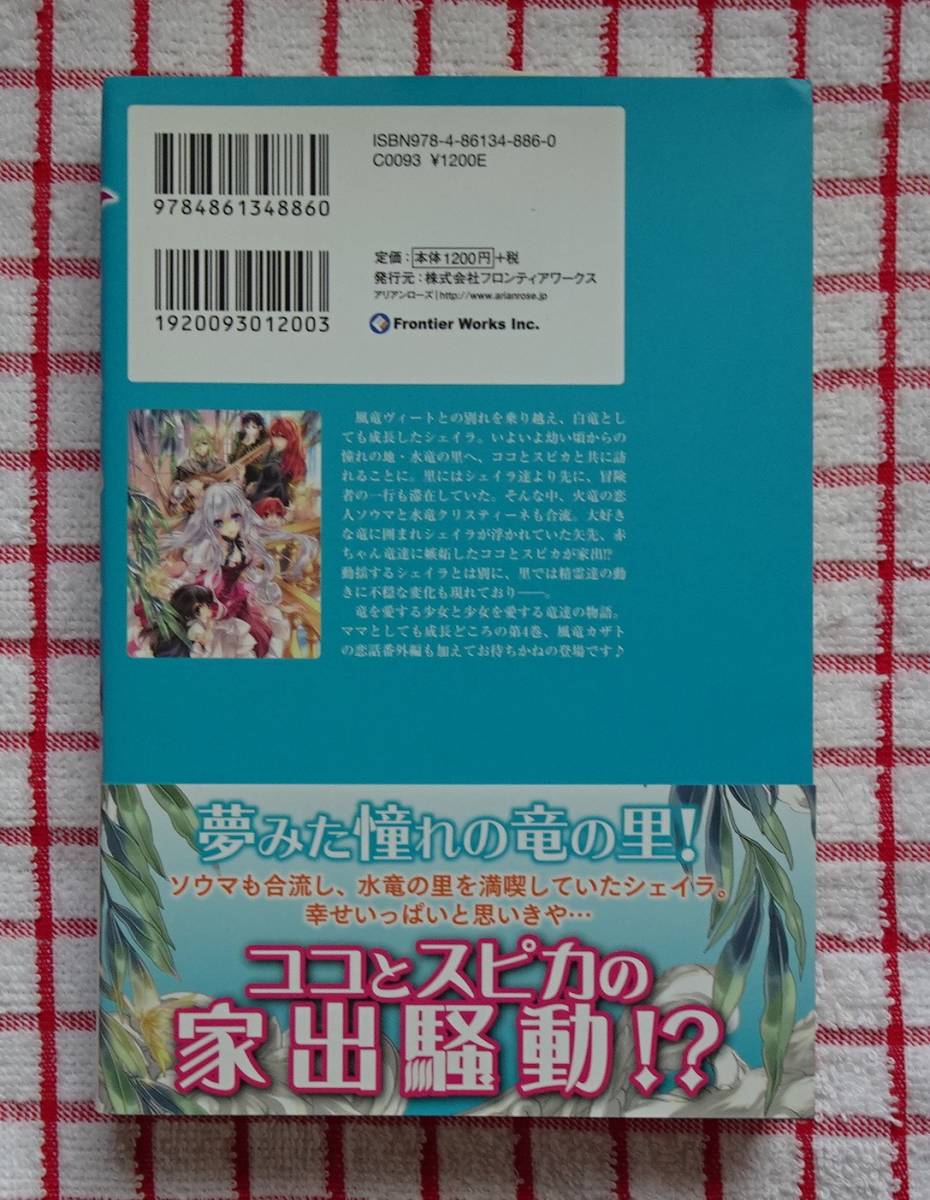 ISBN978-4-86134-886-0
C0093 ¥1200E
9784861348860
定価：本体1200円+税
発行元：株式会社フロンティアワークス
アリアンローズ|http://www.arianrose.jp
1920093012003
Frontier Works Inc.
風竜ヴィートとの別れを乗り越え、白竜とし
ても成長したシェイラ。いよいよ幼い頃からの
憧れの地・水竜の里へ、ココとスピカと共に訪
れることに。里にはシェイラ達より先に、冒険
者の一行も滞在していた。そんな中、火竜の恋
人ソウマと水竜クリスティーネも合流。大好き
な竜に囲まれシェイラが浮かれていた矢先、赤
ちゃん竜達に嫉妬したココとスピカが家出!?
動揺するシェイラとは別に、里では精霊達の動
きに不穏な変化も現れており――。
竜を愛する少女と少女を愛する竜達の物語。
ママとしても成長どころの第4巻、風竜カザト
の恋話番外編も加えてお待ちかねの登場です♪
夢みた憧れの竜の里!
ソウマも合流し、水竜の里を満喫していたシェイラ。
幸せいっぱいと思いきや…
ココとスピカの
家出騒動!?